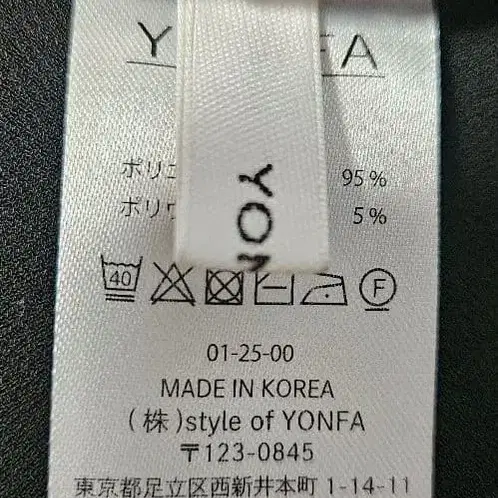 YON
ポリ 95%
ポリ 5%
40
F
01-25-00
MADE IN KOREA
(株)style of YONFA
〒123-0845
東京都足立区西新井本町 1-14-11